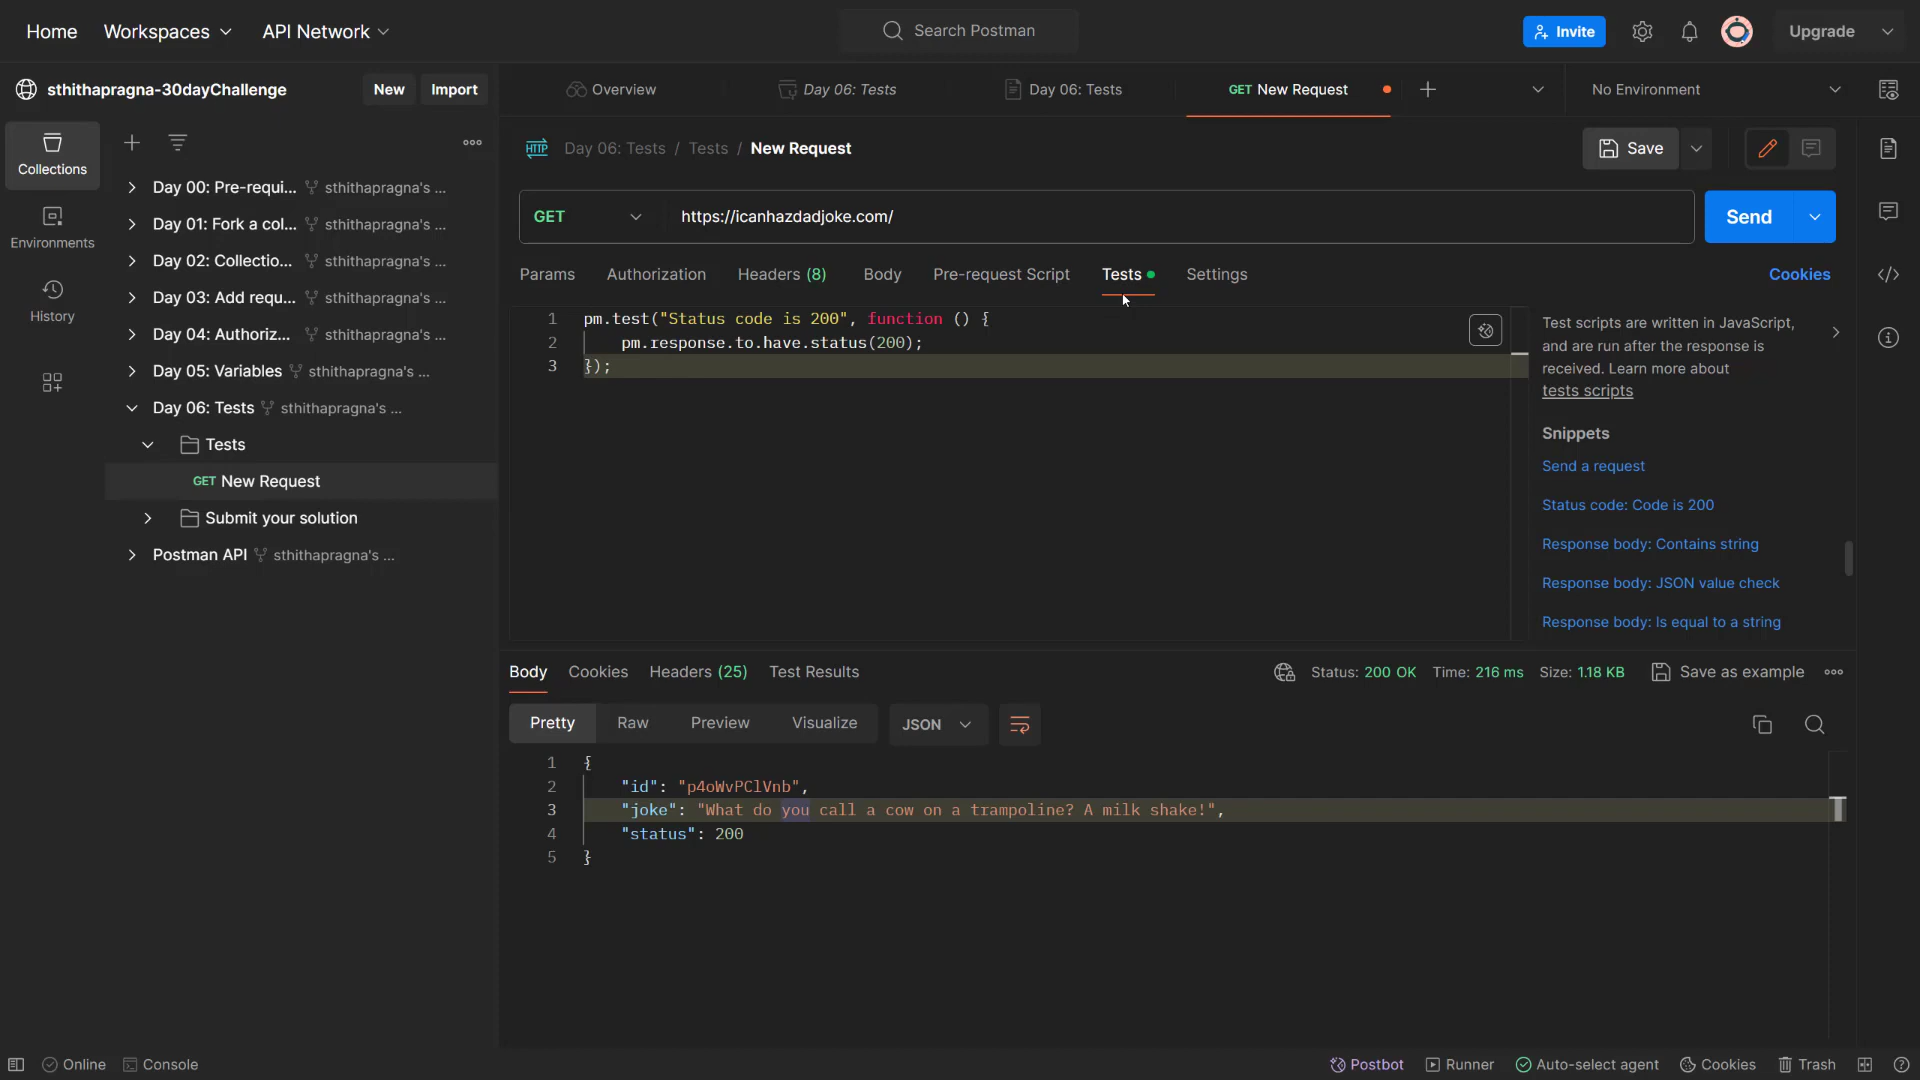 Home Workspaces API Network Search Postman Invite Upgrade
sthithapragna-30dayChallenge New Import Overview Day 06: Tests Day 06: Tests GET New Request No Environment
Collections
Environments
History
Day 00: Pre-requi... sthithapragna's ...
Day 01: Fork a col... sthithapragna's ...
Day 02: Collectio... sthithapragna's ...
Day 03: Add requ... sthithapragna's ...
Day 04: Authoriz... sthithapragna's ...
Day 05: Variables sthithapragna's ...
Day 06: Tests sthithapragna's ...
Tests
GET New Request
Submit your solution
Postman API sthithapragna's ...
HTTP Day 06: Tests / Tests / New Request Save
GET https://icanhazdadjoke.com/ Send
Params Authorization Headers (8) Body Pre-request Script Tests Settings Cookies
1 pm.test("Status code is 200", function () {
2 pm.response.to.have.status(200);
3 });
Test scripts are written in JavaScript,
and are run after the response is
received. Learn more about
tests scripts
Snippets
Send a request
Status code: Code is 200
Response body: Contains string
Response body: JSON value check
Response body: Is equal to a string
Body Cookies Headers (25) Test Results Status: 200 OK Time: 216 ms Size: 1.18 KB Save as example
Pretty Raw Preview Visualize JSON
1 {
2 "id": "p4oWvPClVnb",
3 "joke": "What do you call a cow on a trampoline? A milk shake!",
4 "status": 200
5 }
Online Console Postbot Runner Auto-select agent Cookies Trash